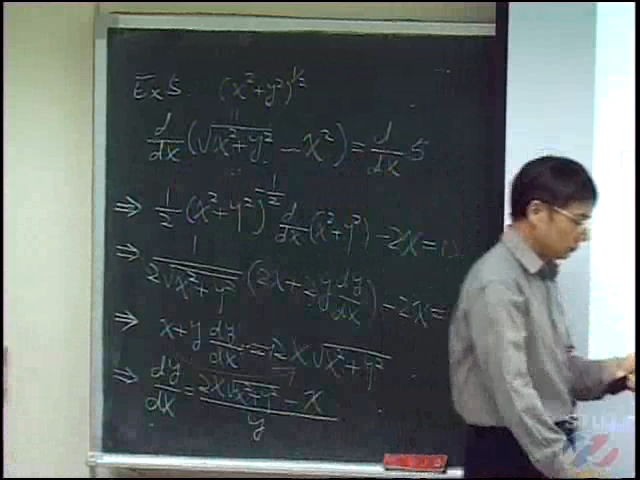 Ex 5. (x²+y²)^½
d/dx (√(x²+y²) − x²) = d/dx 5
⇒ 1/2 (x²+y²)^(−1/2) d/dx (x²+y²) − 2x =
⇒ 1/(2√(x²+y²)) (2x + 2y dy/dx) − 2x =
⇒ x+y dy/dx = 2x√(x²+y²)
⇒ dy/dx = (2x√(x²+y²) − x)/y